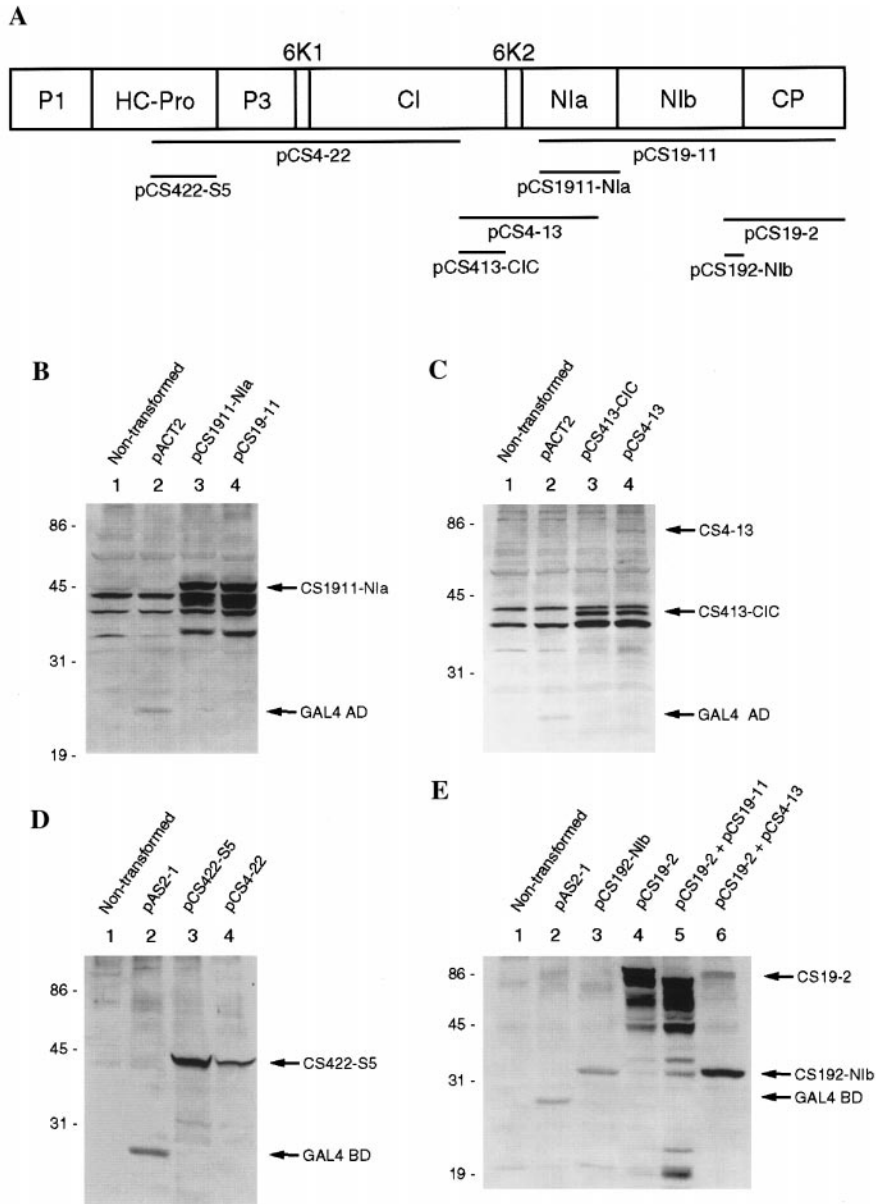 A
6K1 6K2
P1 HC-Pro P3 CI NIa NIb CP
pCS4-22 pCS19-11
pCS422-S5 pCS1911-NIa
pCS4-13 pCS19-2
pCS413-CIC pCS192-NIb
B
Non-transformed pACT2 pCS1911-NIa pCS19-11
1 2 3 4
86 -
45 -
CS1911-NIa
31 -
GAL4 AD
19 -
C
Non-transformed pACT2 pCS413-CIC pCS4-13
1 2 3 4
86 -
CS4-13
45 -
CS413-CIC
31 -
GAL4 AD
D
Non-transformed pAS2-1 pCS422-S5 pCS4-22
1 2 3 4
86 -
45 -
CS422-S5
31 -
GAL4 BD
E
Non-transformed pAS2-1 pCS192-NIb pCS19-2 pCS19-2 + pCS19-11 pCS19-2 + pCS4-13
1 2 3 4 5 6
86 -
CS19-2
45 -
31 -
CS192-NIb
GAL4 BD
19 -